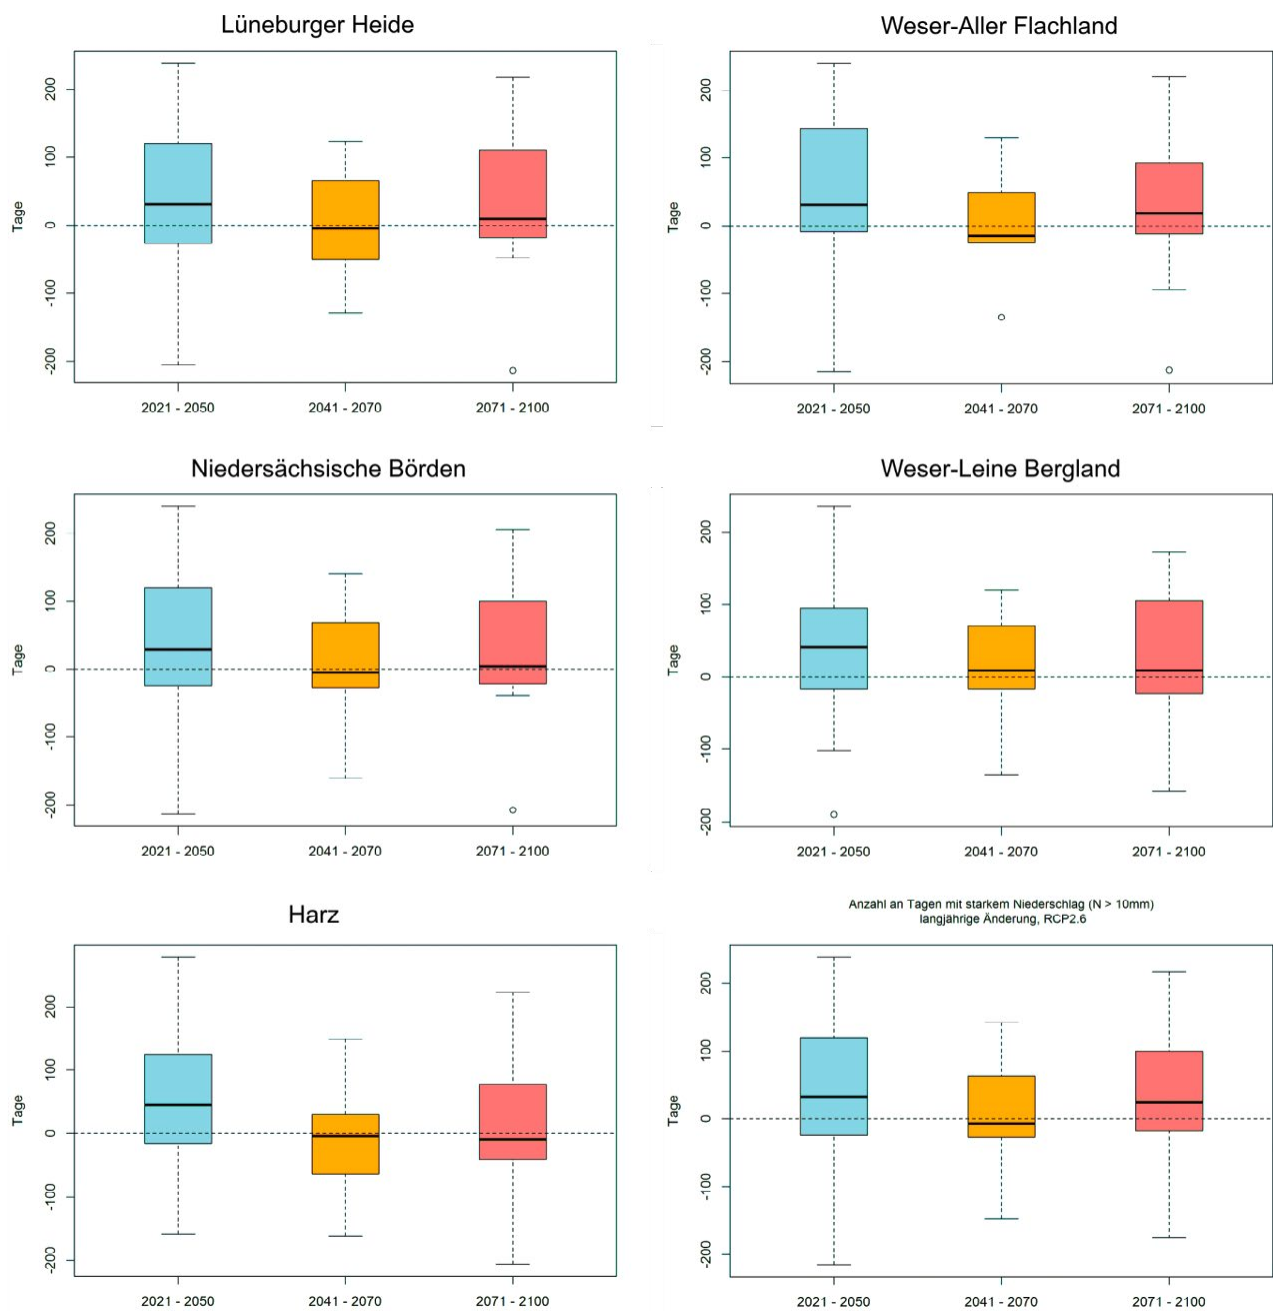 Lüneburger Heide
Tage
200
100
0
-100
-200
2021 - 2050
2041 - 2070
2071 - 2100
Weser-Aller Flachland
Tage
200
100
0
-100
-200
2021 - 2050
2041 - 2070
2071 - 2100
Niedersächsische Börden
Tage
200
100
0
-100
-200
2021 - 2050
2041 - 2070
2071 - 2100
Weser-Leine Bergland
Tage
200
100
0
-100
-200
2021 - 2050
2041 - 2070
2071 - 2100
Harz
Tage
200
100
0
-100
-200
2021 - 2050
2041 - 2070
2071 - 2100
Anzahl an Tagen mit starkem Niederschlag (N > 10mm)
langjährige Änderung, RCP2.6
Tage
200
100
0
-100
-200
2021 - 2050
2041 - 2070
2071 - 2100